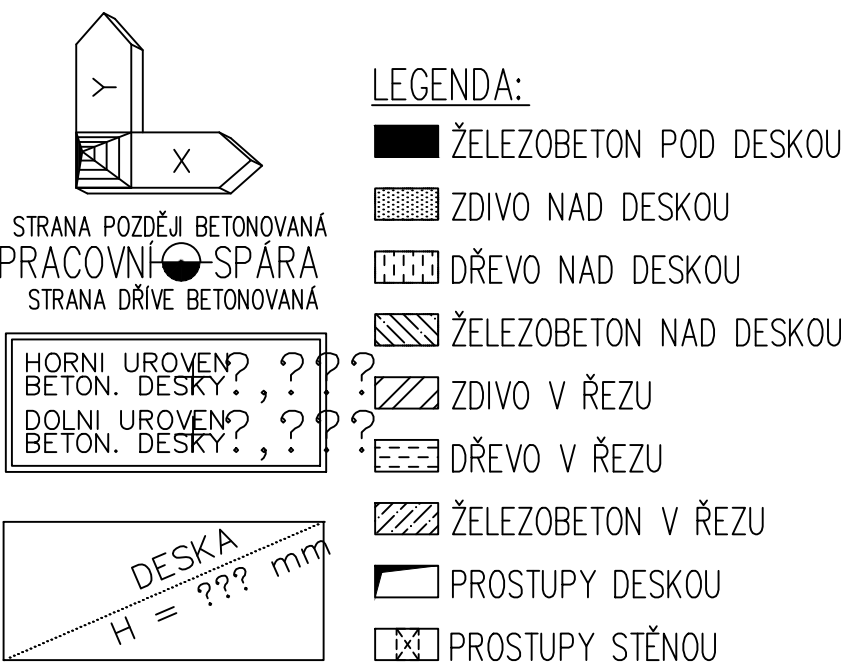 Y
X
STRANA POZDĚJI BETONOVANÁ
PRACOVNÍ SPÁRA
STRANA DŘÍVE BETONOVANÁ
HORNI UROVEN
BETON. DESKY +?,???
DOLNI UROVEN
BETON. DESKY +?,???
DESKA
H = ??? mm
LEGENDA:
ŽELEZOBETON POD DESKOU
ZDIVO NAD DESKOU
DŘEVO NAD DESKOU
ŽELEZOBETON NAD DESKOU
ZDIVO V ŘEZU
DŘEVO V ŘEZU
ŽELEZOBETON V ŘEZU
PROSTUPY DESKOU
PROSTUPY STĚNOU